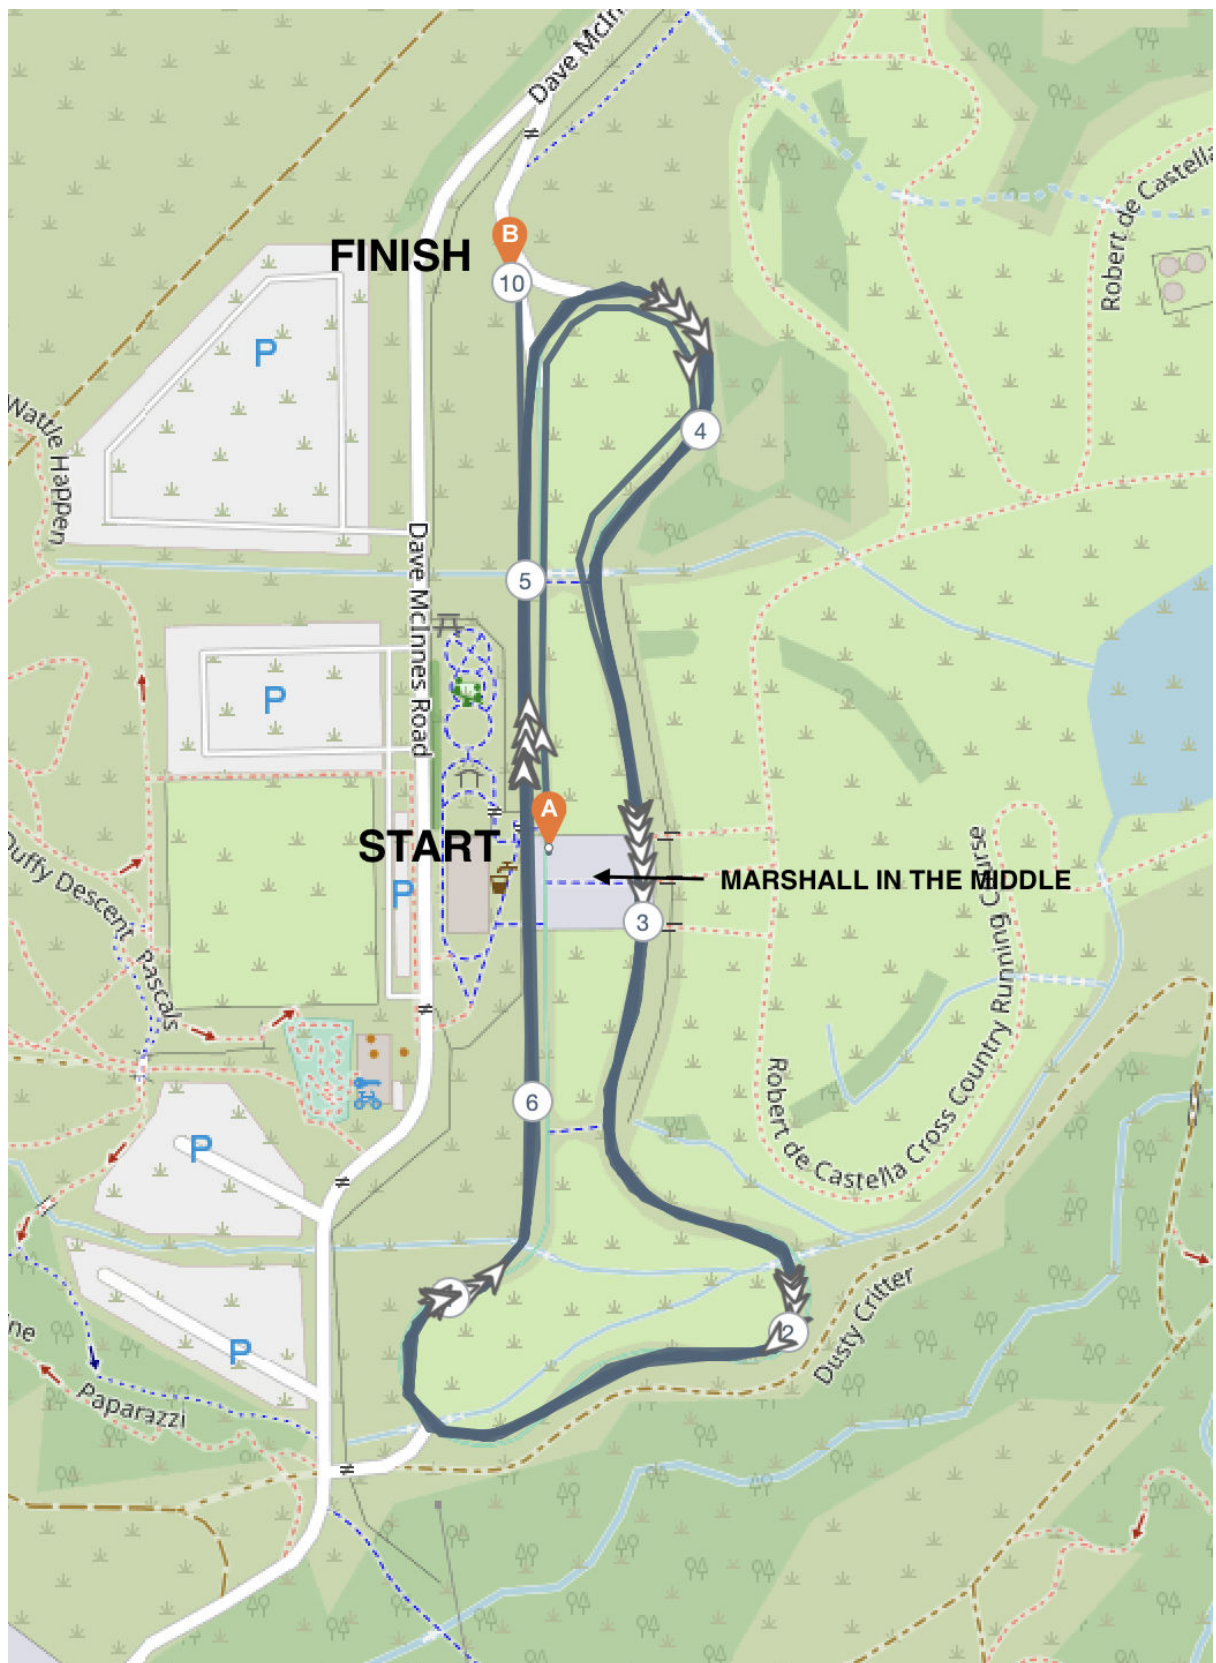 Dave McIn
Robert de Castella
B
FINISH
10
P
4
Wattle Happen
Dave McInnes Road
5
P
A
START
MARSHALL IN THE MIDDLE
P
3
Duffy Descent
Rascals
Robert de Castella Cross Country Running Course
6
P
2
Dusty Critter
P
ne
Paparazzi